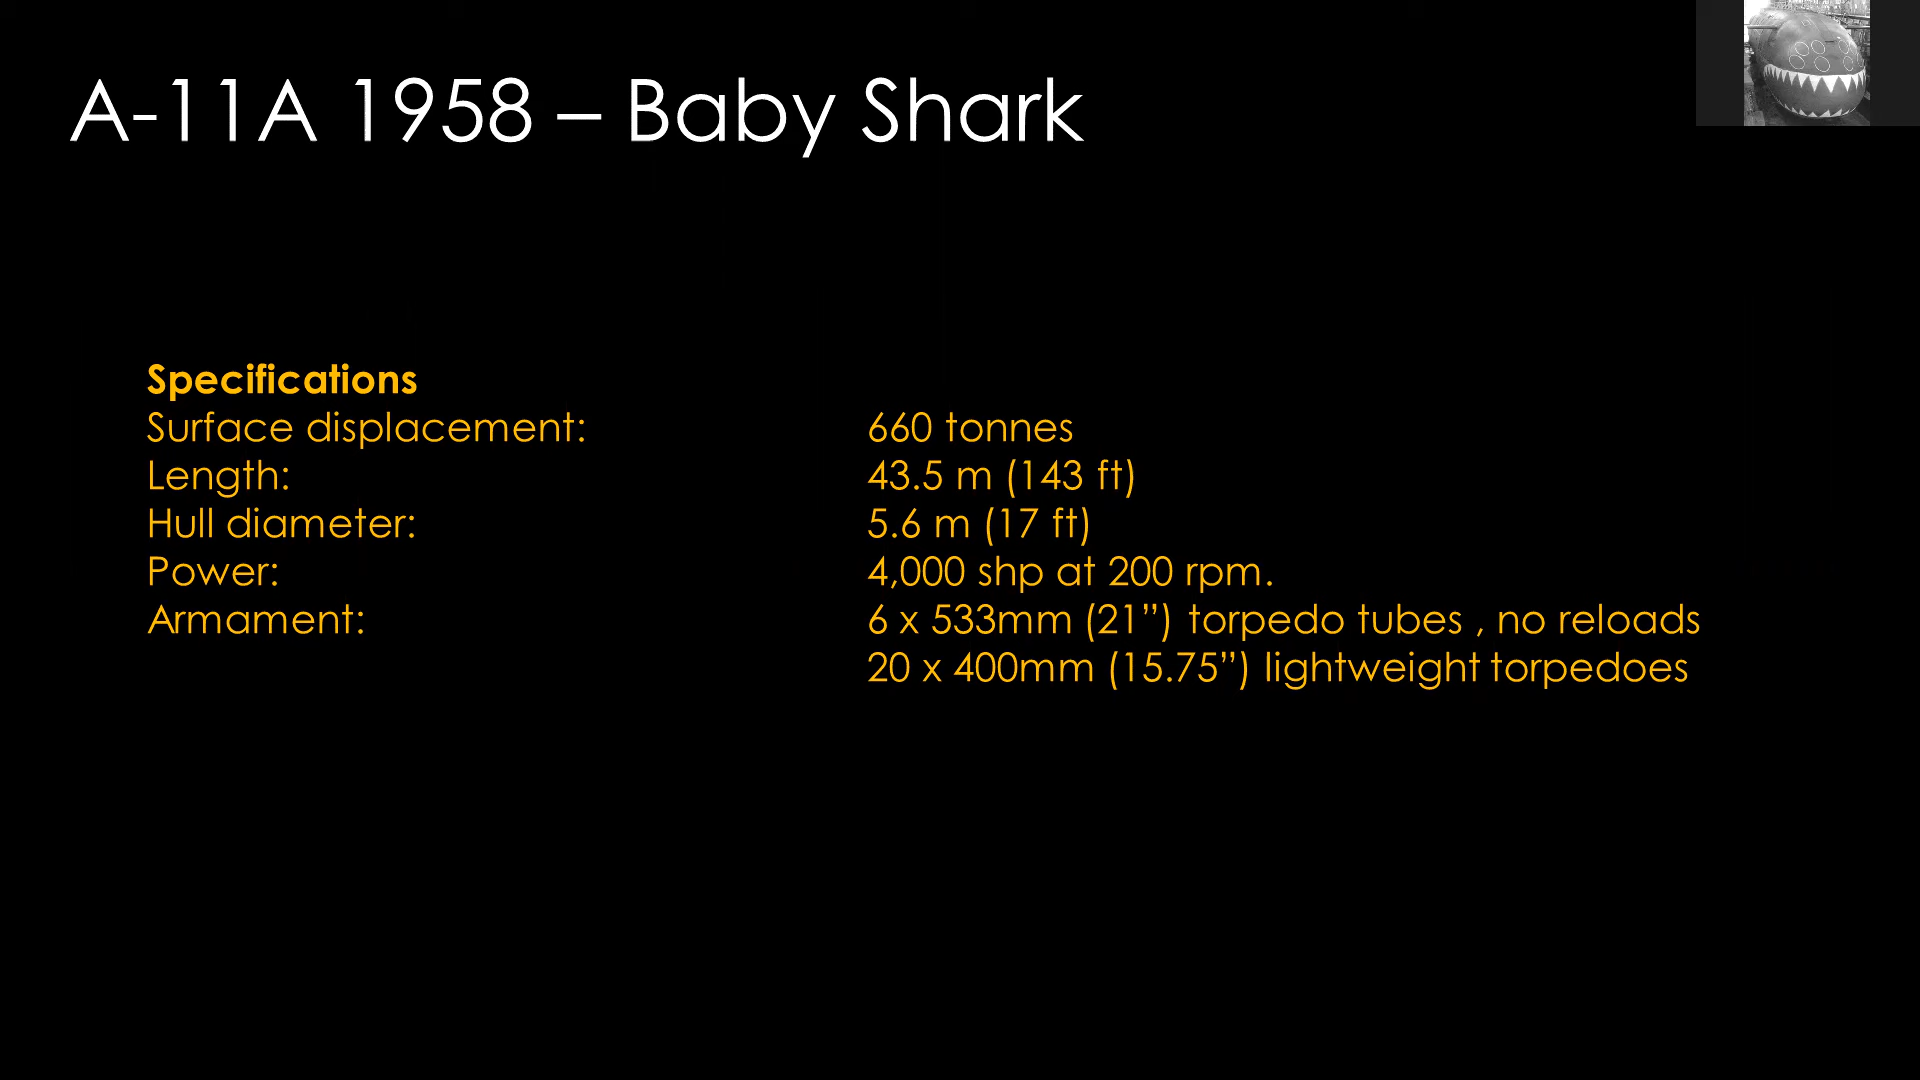 A-11A 1958 – Baby Shark
Specifications
Surface displacement: 660 tonnes
Length: 43.5 m (143 ft)
Hull diameter: 5.6 m (17 ft)
Power: 4,000 shp at 200 rpm.
Armament: 6 x 533mm (21”) torpedo tubes , no reloads
20 x 400mm (15.75”) lightweight torpedoes